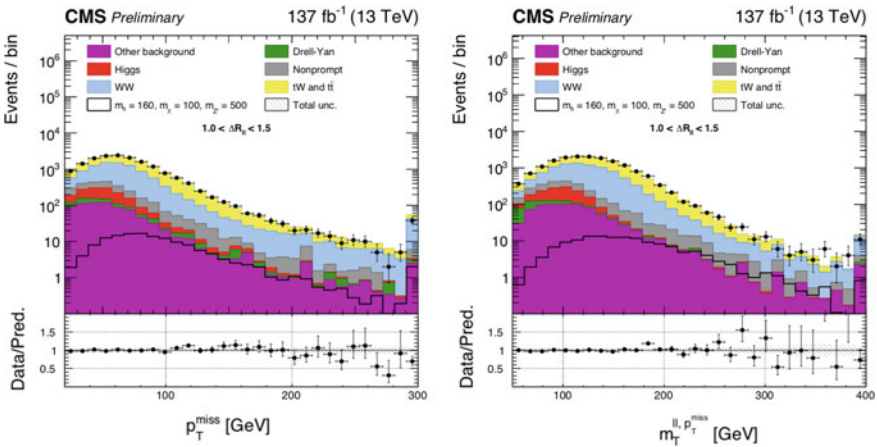 CMS Preliminary 137 fb⁻¹ (13 TeV)
Events / bin
10⁶
10⁵
10⁴
10³
10²
10
1
Other background
Drell-Yan
Higgs
Nonprompt
WW
tW and tt̄
mₛ = 160, m_χ = 100, m_Z' = 500
Total unc.
1.0 < ΔR_ll < 1.5
Data/Pred.
1.5
1
0.5
100
200
300
p_T^miss [GeV]
CMS Preliminary 137 fb⁻¹ (13 TeV)
Events / bin
10⁶
10⁵
10⁴
10³
10²
10
1
Other background
Drell-Yan
Higgs
Nonprompt
WW
tW and tt̄
mₛ = 160, m_χ = 100, m_Z' = 500
Total unc.
1.0 < ΔR_ll < 1.5
Data/Pred.
1.5
1
0.5
100
200
300
400
m_T^{ll, p_T^miss} [GeV]